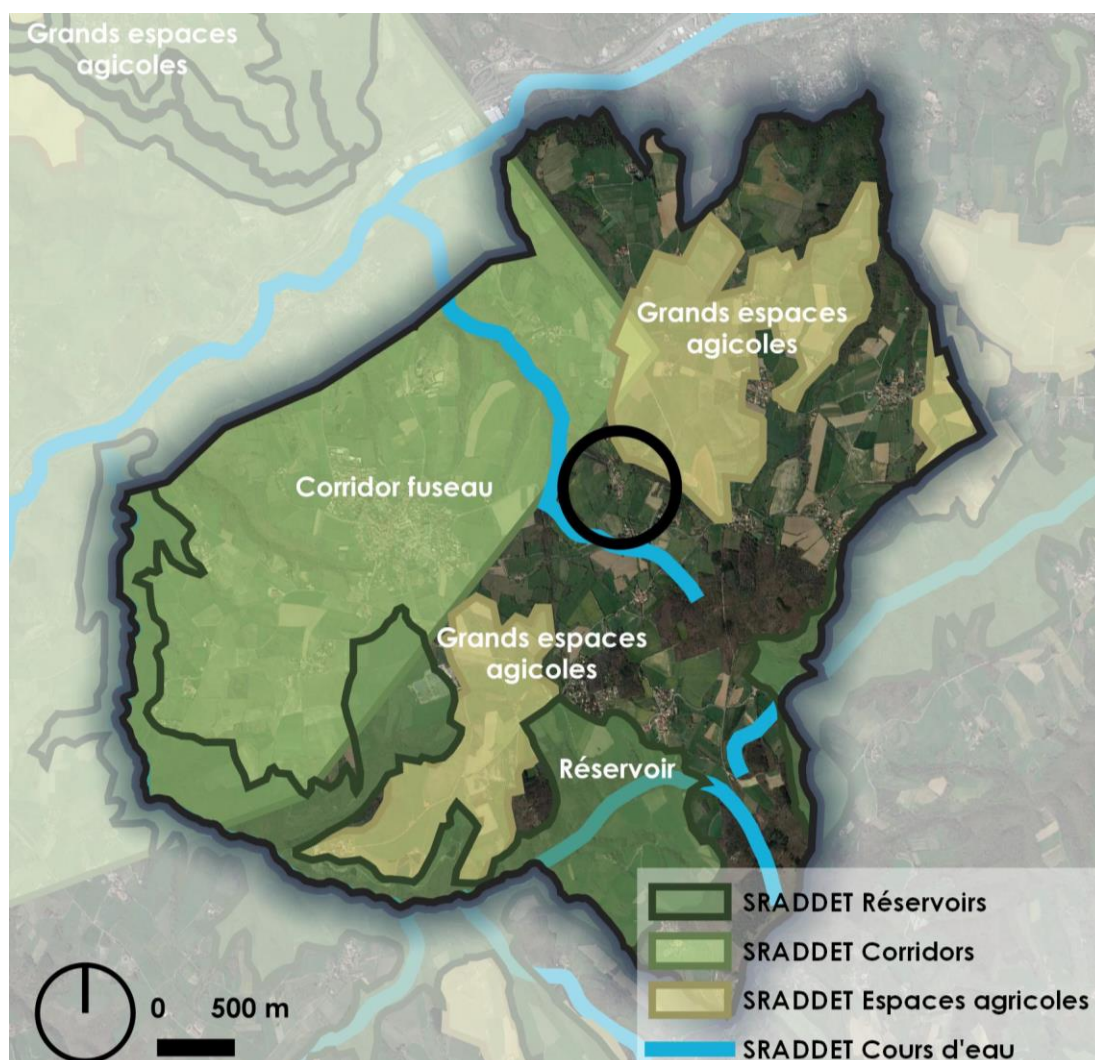 Grands espaces
agicoles
Grands espaces
agicoles
Corridor fuseau
Grands espaces
agicoles
Réservoir
SRADDET Réservoirs
SRADDET Corridors
SRADDET Espaces agricoles
SRADDET Cours d'eau
0 500 m